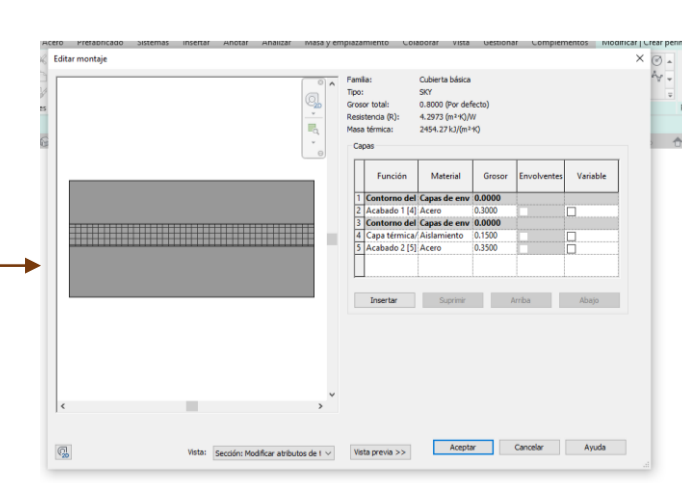 Acero Prefabricado Sistemas Insertar Anotar Analizar Masa y emplazamiento Colaborar Vista Gestionar Complementos Modificar | Crear perím
Editar montaje
Familia: Cubierta básica
Tipo: SKY
Grosor total: 0.8000 (Por defecto)
Resistencia (R): 4.2973 (m²·K)/W
Masa térmica: 2454.27 kJ/(m²·K)
Capas
Función Material Grosor Envolventes Variable
1 Contorno del Capas de env 0.0000
2 Acabado 1 [4] Acero 0.3000
3 Contorno del Capas de env 0.0000
4 Capa térmica/ Aislamiento 0.1500
5 Acabado 2 [5] Acero 0.3500
Insertar Suprimir Arriba Abajo
Vista: Sección: Modificar atributos de t
Vista previa >> Aceptar Cancelar Ayuda